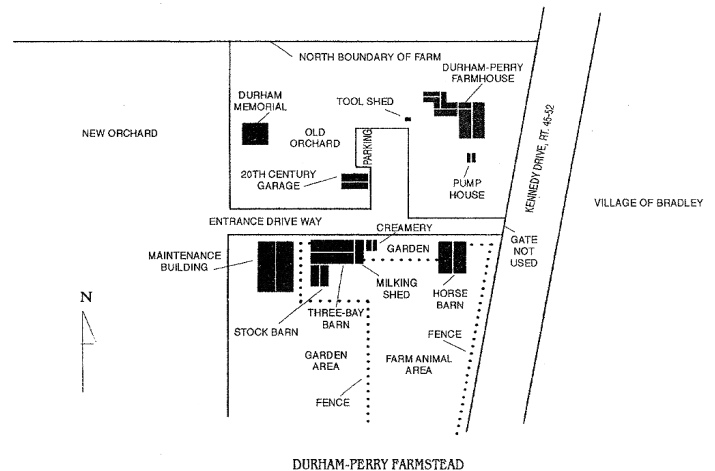 NORTH BOUNDARY OF FARM
DURHAM-PERRY
FARMHOUSE
DURHAM
MEMORIAL
TOOL SHED
NEW ORCHARD
OLD
ORCHARD
PARKING
KENNEDY DRIVE, RT. 45-52
20TH CENTURY
GARAGE
PUMP
HOUSE
VILLAGE OF BRADLEY
ENTRANCE DRIVE WAY
CREAMERY
GARDEN
GATE
NOT
USED
MAINTENANCE
BUILDING
MILKING
SHED
HORSE
BARN
N
THREE-BAY
BARN
STOCK BARN
FENCE
GARDEN
AREA
FARM ANIMAL
AREA
FENCE
DURHAM-PERRY FARMSTEAD